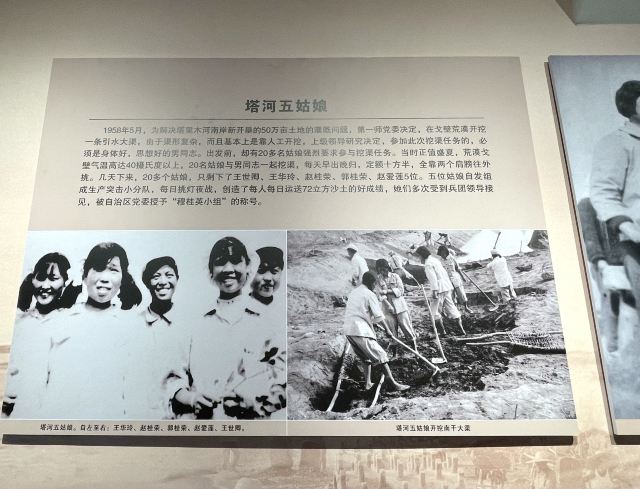 塔河五姑娘
1958年5月，为解决塔里木河南岸新开垦的50万亩土地的灌溉问题，第一师党委决定，在戈壁荒漠开挖
一条引水大渠。由于渠形复杂，而且基本上是靠人工开挖，上级领导研究决定，参加此次挖渠任务的，必
须是身体好，思想好的男同志。出发前，却有20多名姑娘强烈要求参与挖渠任务。当时正值盛夏，荒漠戈
壁气温高达40摄氏度以上，20名姑娘与男同志一起挖渠，每天早出晚归，定额十方半，全靠两个肩膀往外
挑。几天下来，20多个姑娘，只剩下了王世卿、王华玲、赵桂荣、郭桂荣、赵爱莲5位。五位姑娘自发组
成生产突击小分队，每日挑灯夜战，创造了每人每日运送72立方沙土的好成绩，她们多次受到兵团领导接
见，被自治区党委授予“穆桂英小组”的称号。
塔河五姑娘。自左至右：王华玲、赵桂荣、郭桂荣、赵爱莲、王世卿。
塔河五姑娘开挖南干大渠